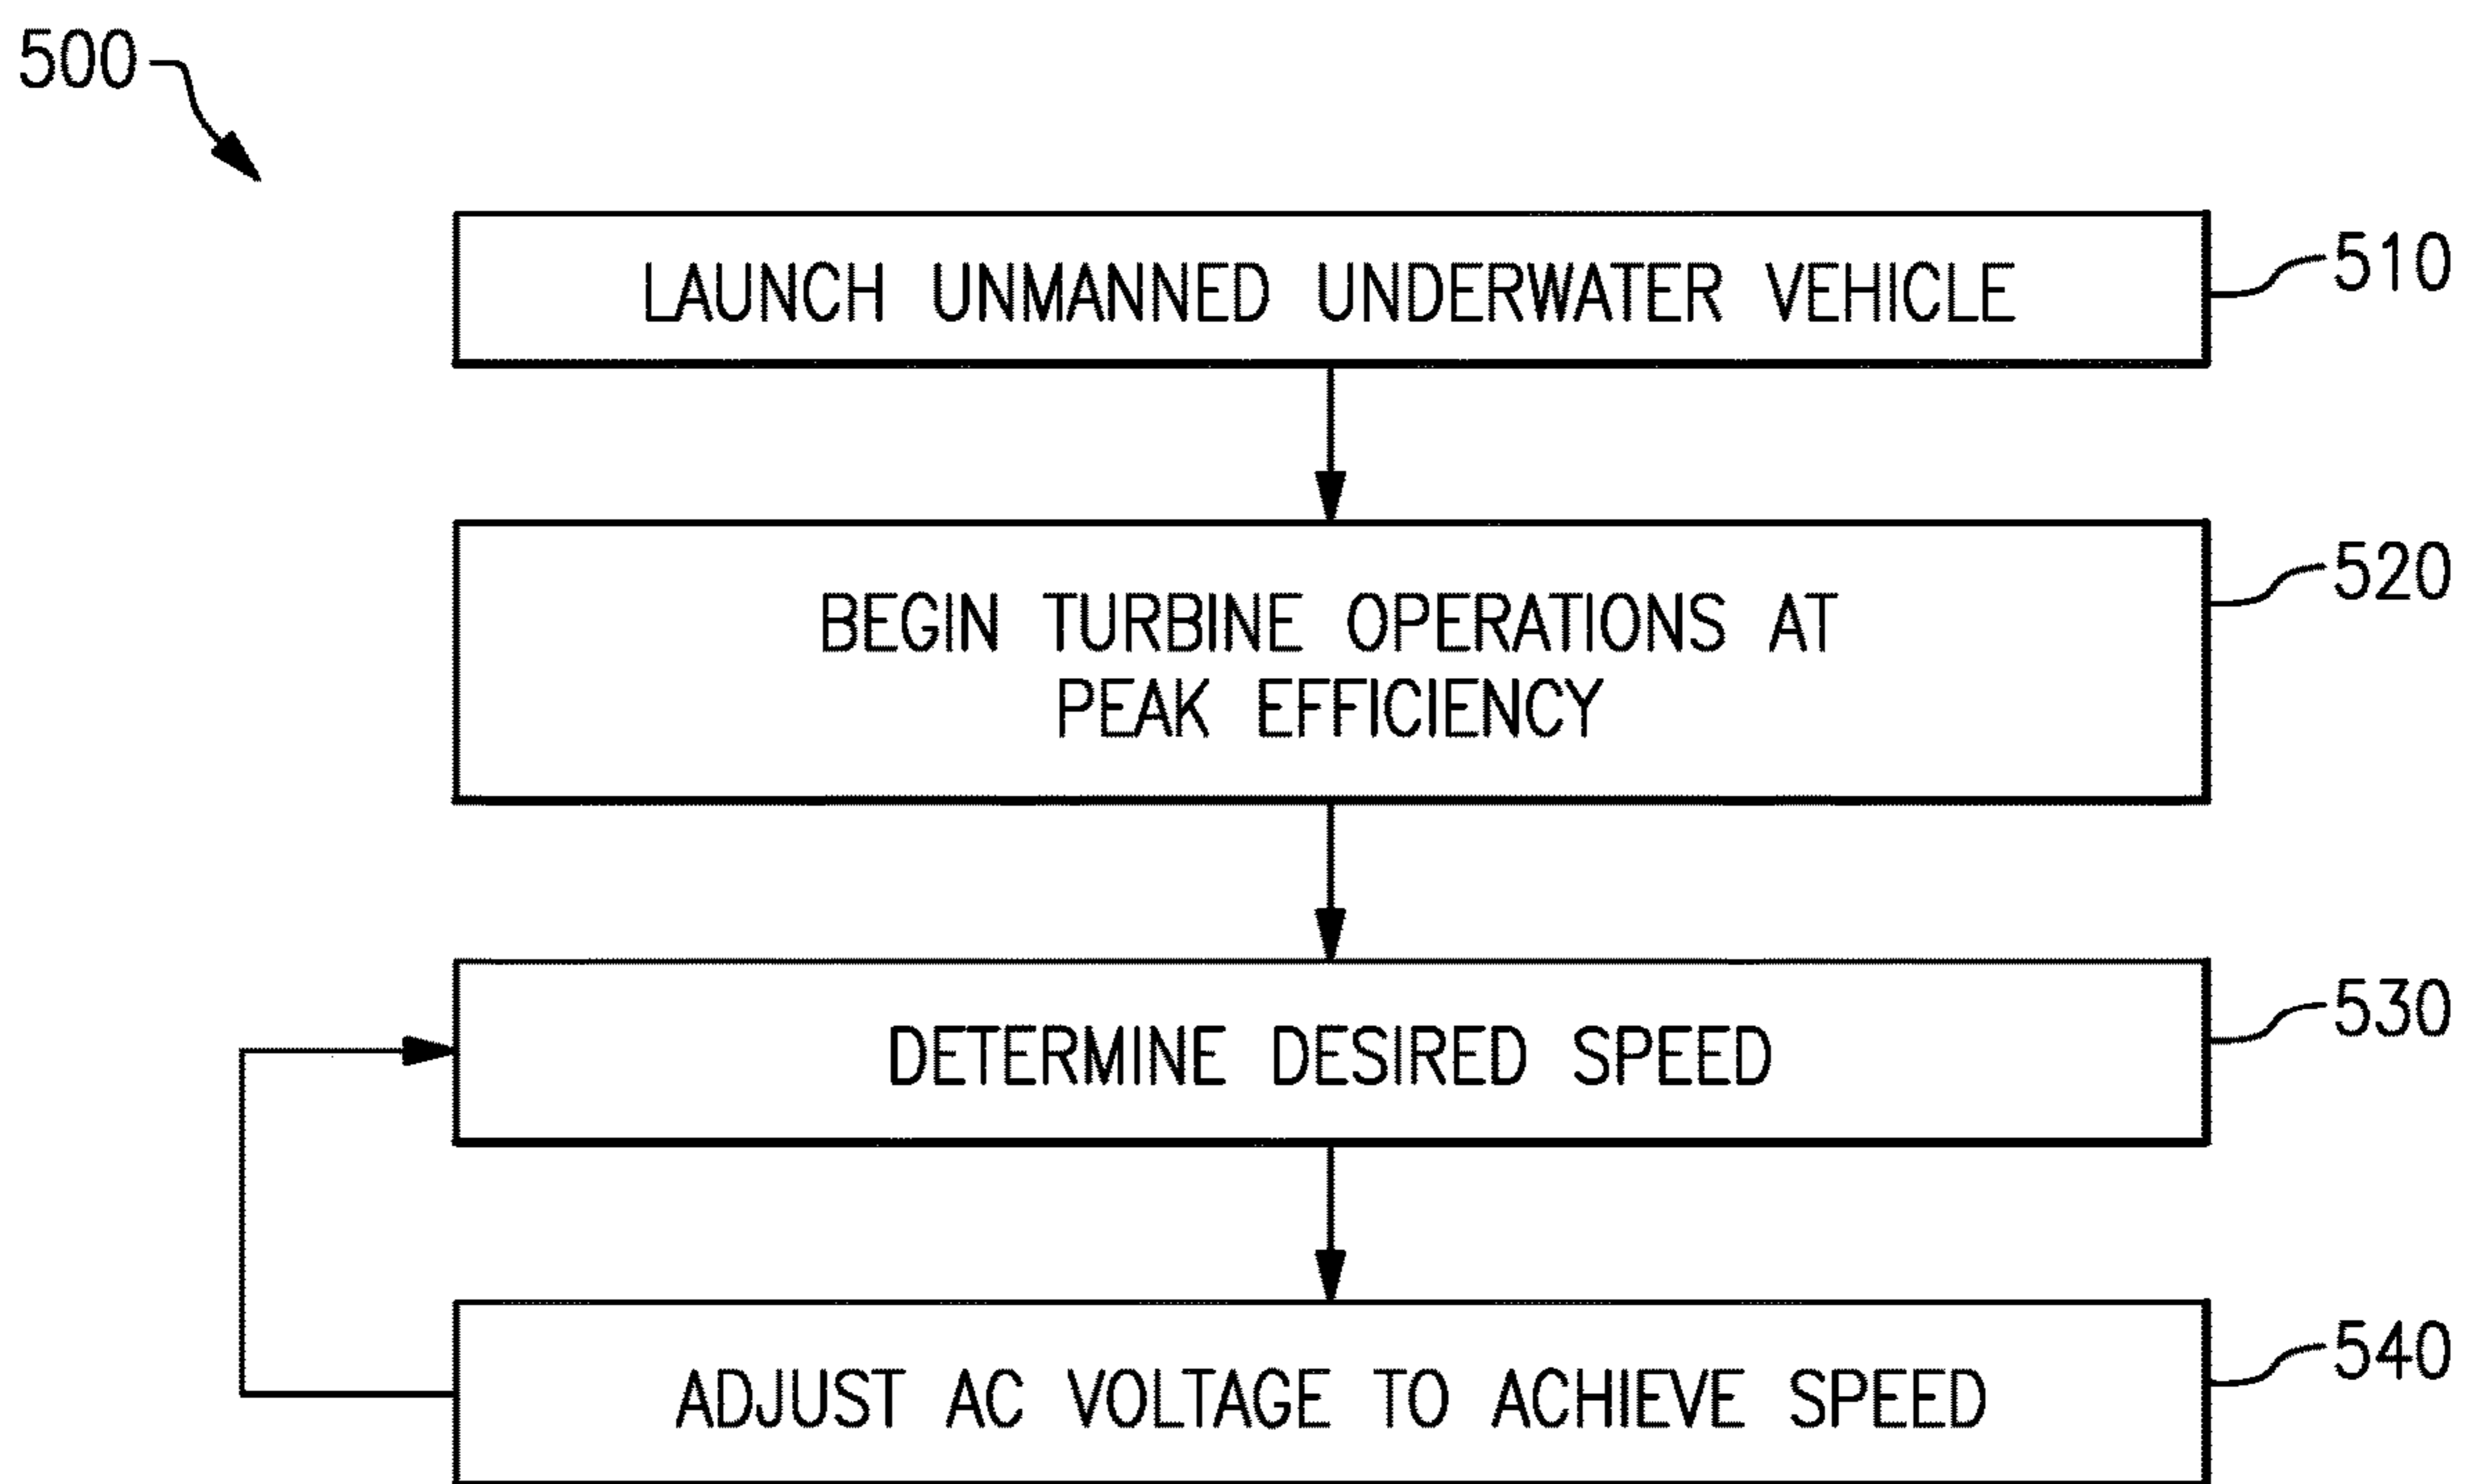 500
LAUNCH UNMANNED UNDERWATER VEHICLE
510
BEGIN TURBINE OPERATIONS AT
PEAK EFFICIENCY
520
DETERMINE DESIRED SPEED
530
ADJUST AC VOLTAGE TO ACHIEVE SPEED
540